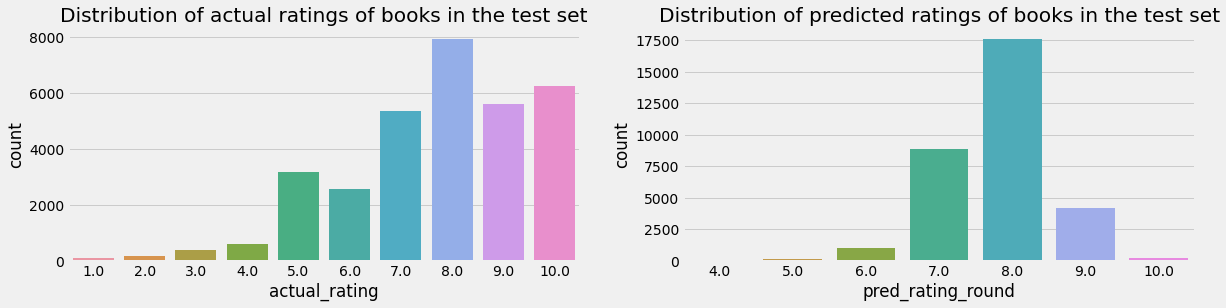 Distribution of actual ratings of books in the test set
8000
6000
4000
2000
0
count
1.0 2.0 3.0 4.0 5.0 6.0 7.0 8.0 9.0 10.0
actual_rating
Distribution of predicted ratings of books in the test set
17500
15000
12500
10000
7500
5000
2500
0
count
4.0 5.0 6.0 7.0 8.0 9.0 10.0
pred_rating_round